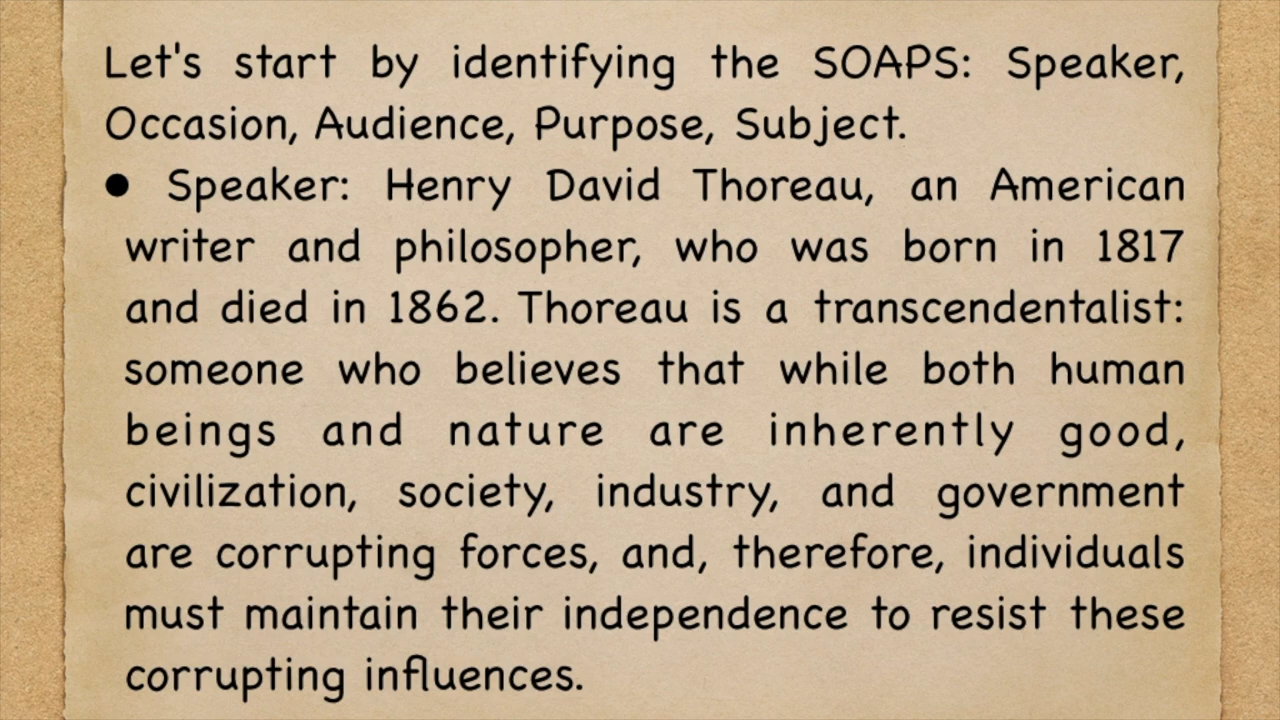 Let's start by identifying the SOAPS: Speaker,
Occasion, Audience, Purpose, Subject.
● Speaker: Henry David Thoreau, an American
writer and philosopher, who was born in 1817
and died in 1862. Thoreau is a transcendentalist:
someone who believes that while both human
beings and nature are inherently good,
civilization, society, industry, and government
are corrupting forces, and, therefore, individuals
must maintain their independence to resist these
corrupting influences.